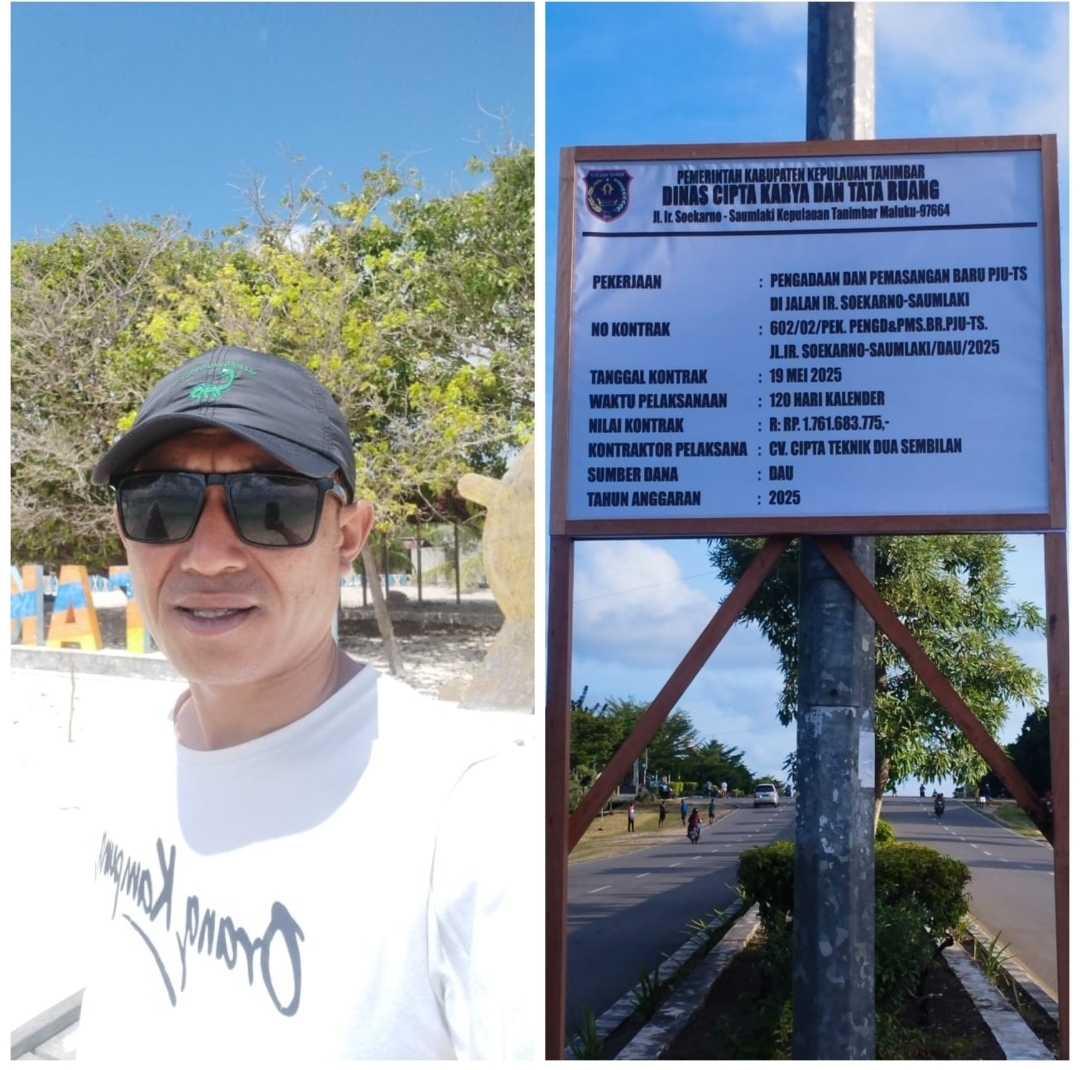 Orang Kampung
PEMERINTAH KABUPATEN KEPULAUAN TANIMBAR
DINAS CIPTA KARYA DAN TATA RUANG
Jl. Ir. Soekarno - Saumlaki Kepulauan Tanimbar Maluku-97664
PEKERJAAN : PENGADAAN DAN PEMASANGAN BARU PJU-TS
DI JALAN IR. SOEKARNO-SAUMLAKI
NO KONTRAK : 602/02/PEK. PENGD&PMS.BR.PJU-TS.
JL.IR. SOEKARNO-SAUMLAKI/DAU/2025
TANGGAL KONTRAK : 19 MEI 2025
WAKTU PELAKSANAAN : 120 HARI KALENDER
NILAI KONTRAK : R: RP. 1.761.683.775,-
KONTRAKTOR PELAKSANA : CV. CIPTA TEKNIK DUA SEMBILAN
SUMBER DANA : DAU
TAHUN ANGGARAN : 2025